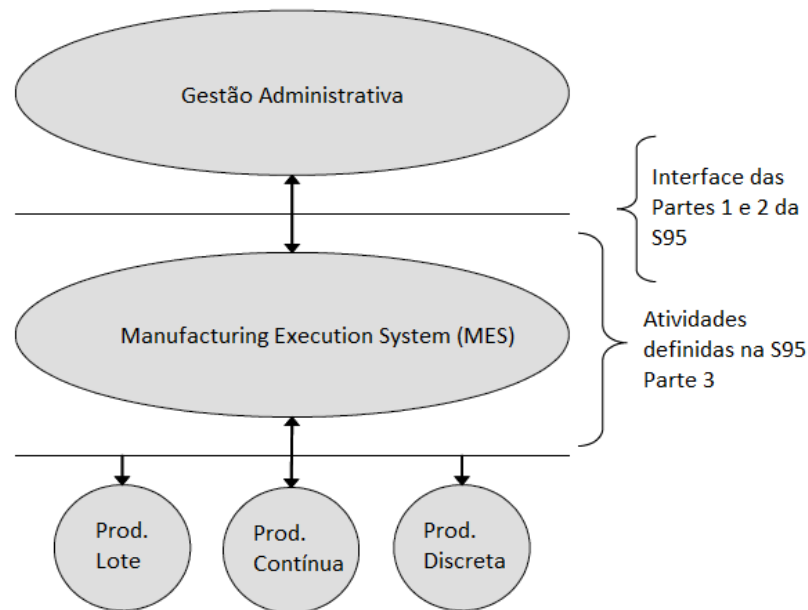 Gestão Administrativa
Interface das
Partes 1 e 2 da
S95
Manufacturing Execution System (MES)
Atividades
definidas na S95
Parte 3
Prod.
Lote
Prod.
Contínua
Prod.
Discreta